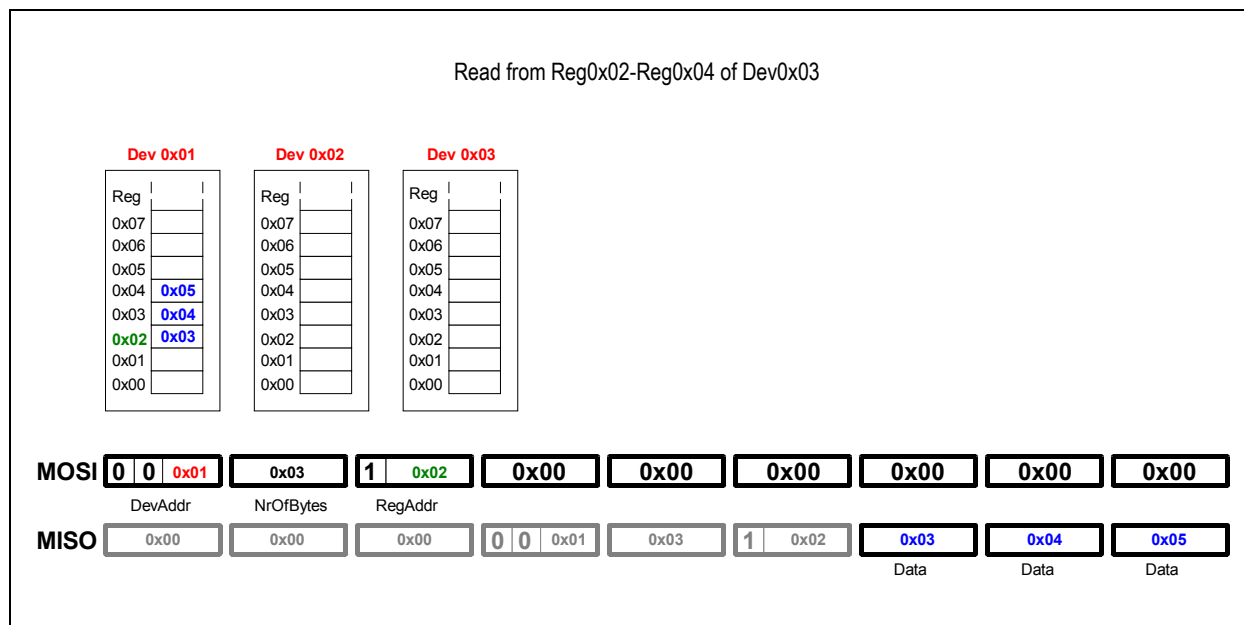 Read from Reg0x02-Reg0x04 of Dev0x03
Dev 0x01 Dev 0x02 Dev 0x03
Reg Reg Reg
0x07 0x07 0x07
0x06 0x06 0x06
0x05 0x05 0x05
0x04 0x05 0x04 0x04
0x03 0x04 0x03 0x03
0x02 0x03 0x02 0x02
0x01 0x01 0x01
0x00 0x00 0x00
MOSI 0 0 0x01 0x03 1 0x02 0x00 0x00 0x00 0x00 0x00 0x00
DevAddr NrOfBytes RegAddr
MISO 0x00 0x00 0x00 0 0 0x01 0x03 1 0x02 0x03 0x04 0x05
Data Data Data